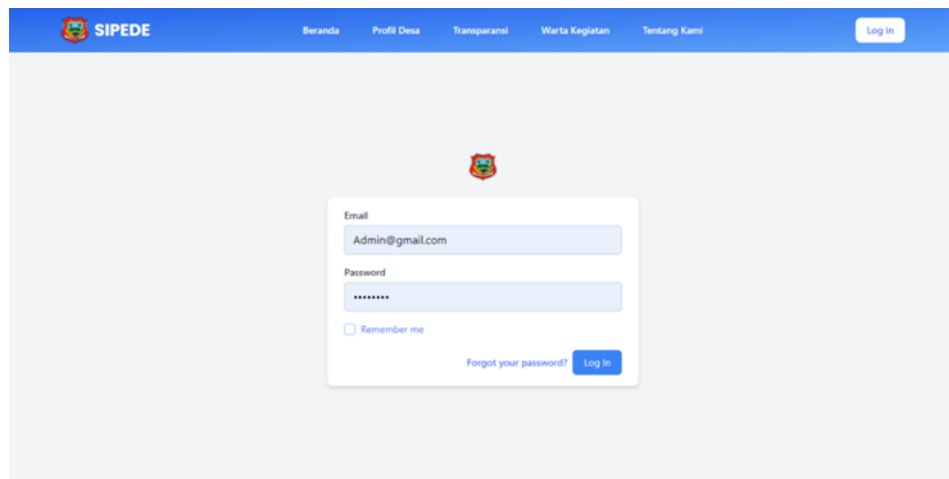 SIPEDE Beranda Profil Desa Transparansi Warta Kegiatan Tentang Kami Log in
Email
Admin@gmail.com
Password
••••••••
Remember me
Forgot your password? Log In